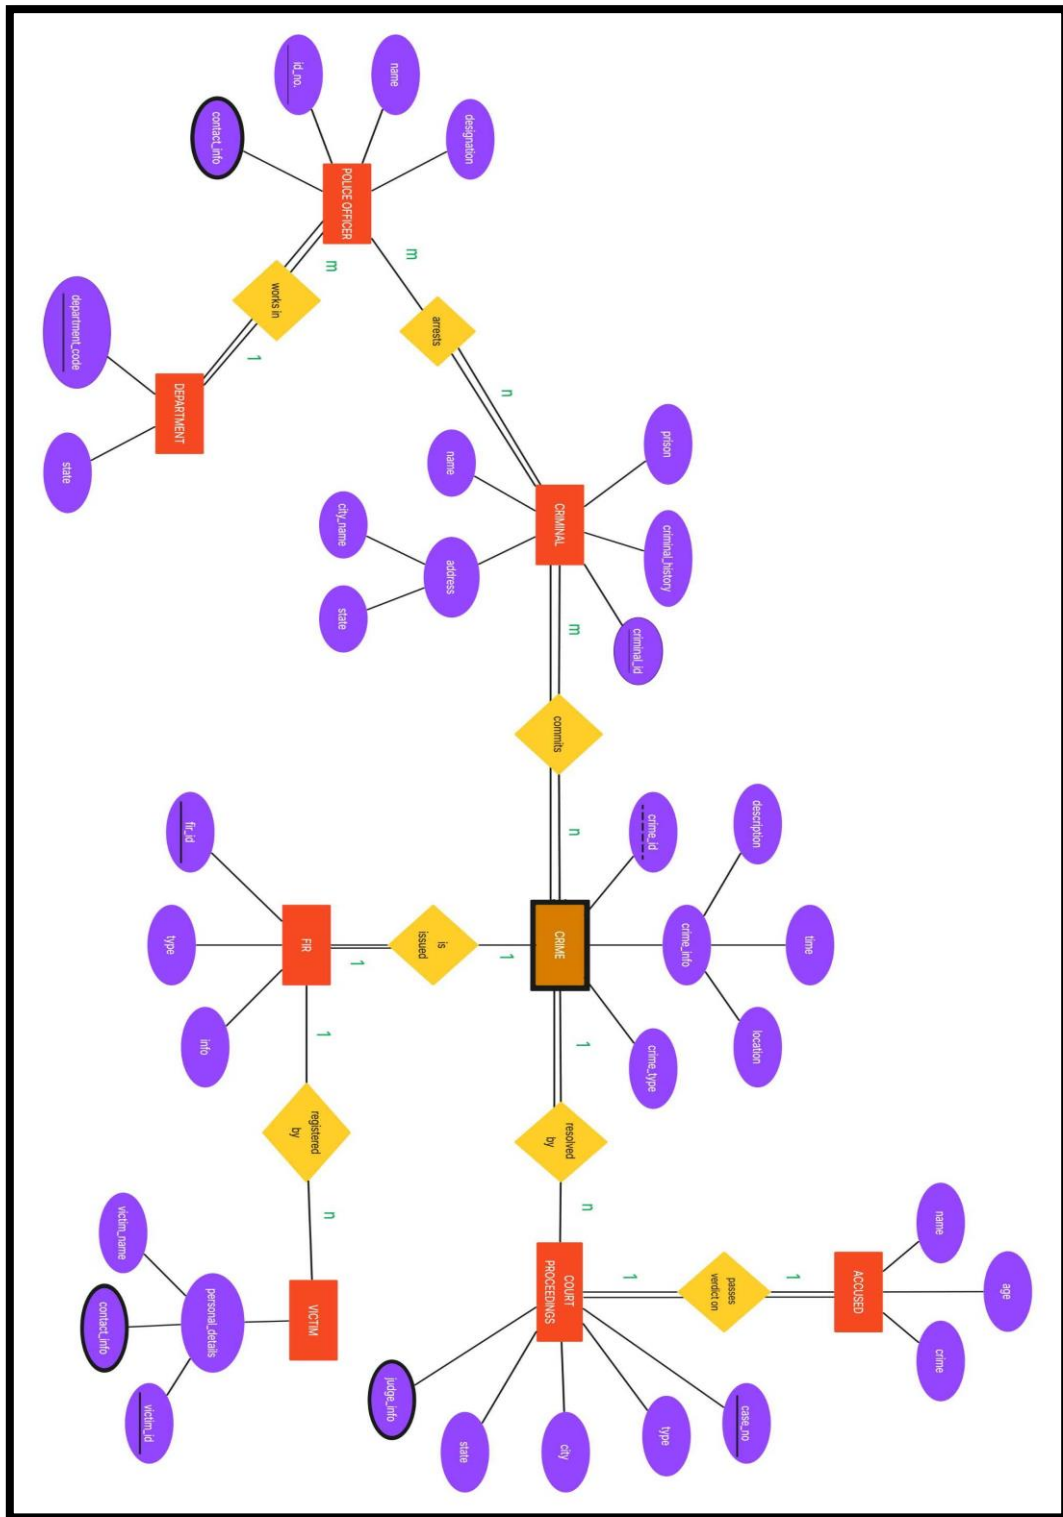 age
name
crime
ACCUSED
time
1
description
location
case_no
passes
verdict on
crime_info
prison
criminal_history
type
crime_id
crime_type
criminal_id
1
m
n
1
n
CRIMINAL
commits
CRIME
resolved
by
COURT
PROCEEDINGS
city
n
1
designation
state
name
address
arrests
is
issued
m
name
judge_info
1
POLICE OFFICER
city_name
state
m
1
n
FIR
registered
by
VICTIM
id_no.
works in
1
contact_info
personal_details
info
fir_id
DEPARTMENT
type
victim_id
victim_name
contact_info
department_code
state